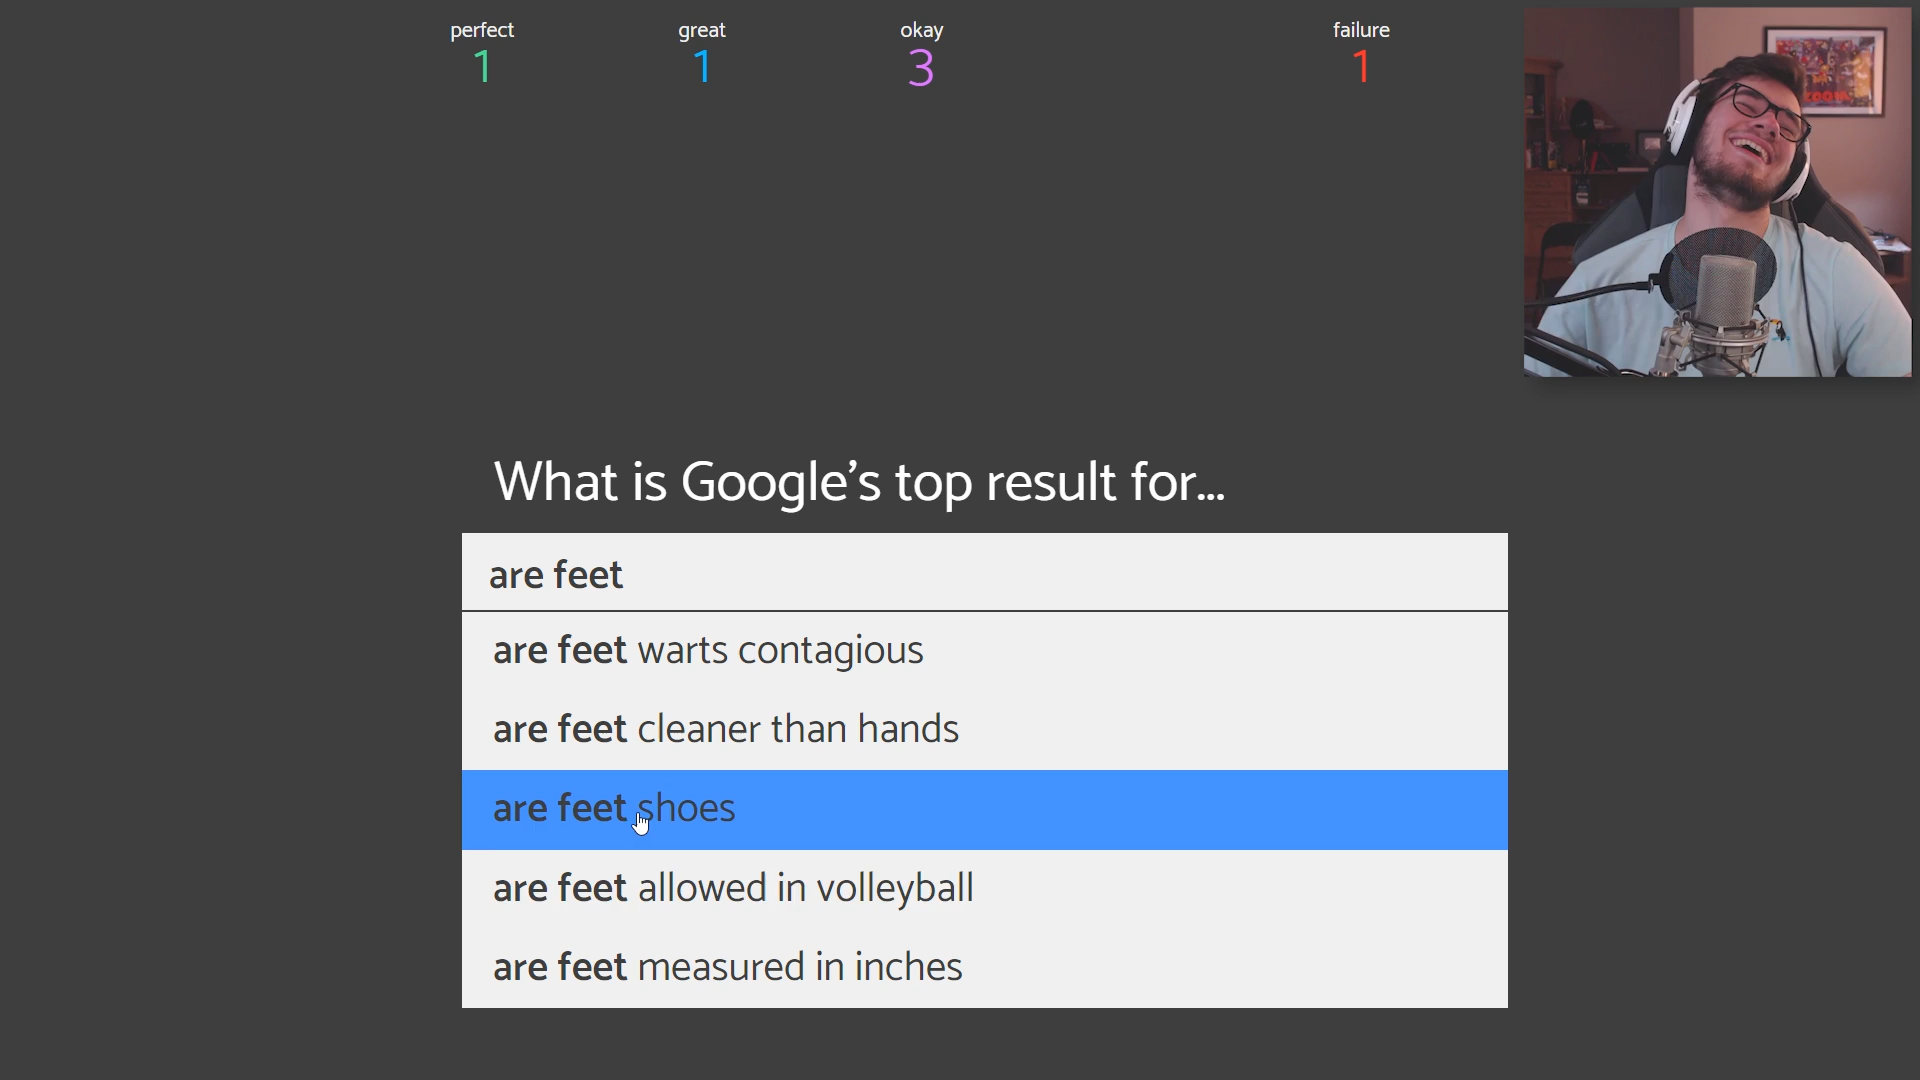 perfect great okay failure
1 1 3 1
ZOOM
What is Google's top result for...
are feet
are feet warts contagious
are feet cleaner than hands
are feet shoes
are feet allowed in volleyball
are feet measured in inches